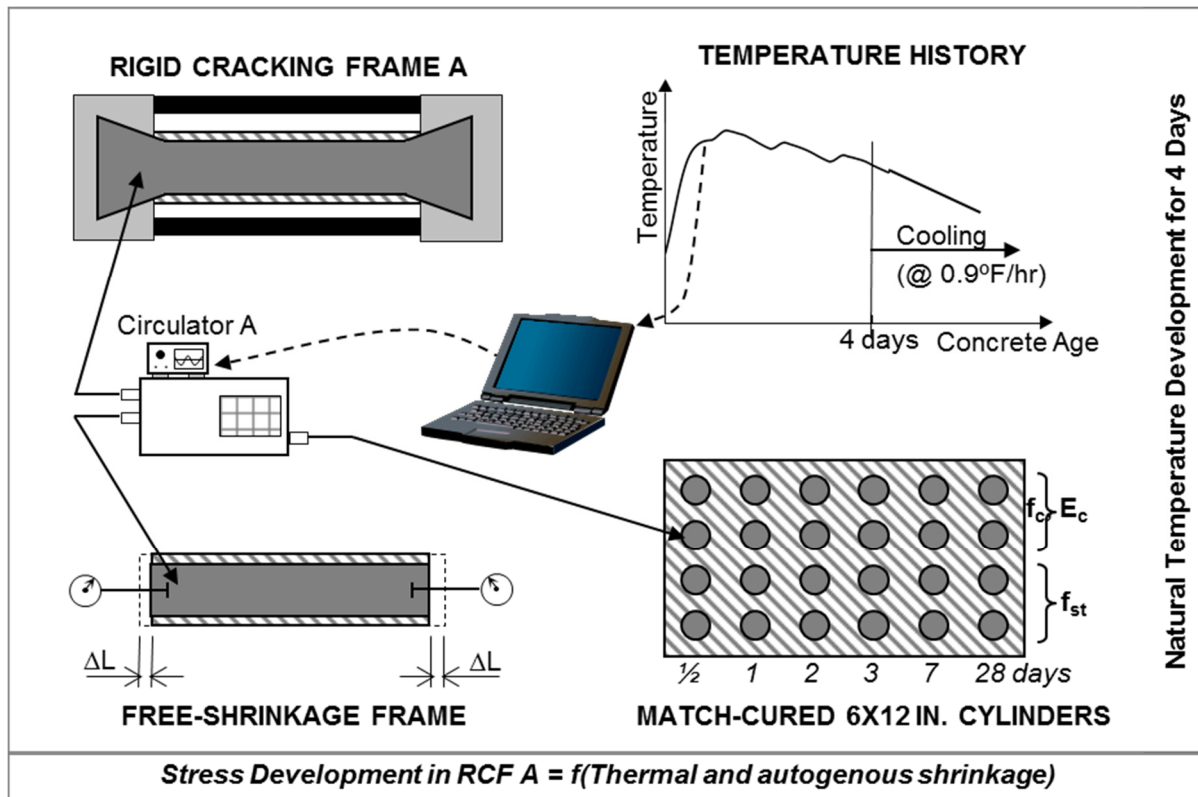 RIGID CRACKING FRAME A
TEMPERATURE HISTORY
Temperature
Cooling
(@ 0.9°F/hr)
4 days
Concrete Age
Circulator A
ΔL
ΔL
FREE-SHRINKAGE FRAME
fc, Ec
fst
½ 1 2 3 7 28 days
MATCH-CURED 6X12 IN. CYLINDERS
Natural Temperature Development for 4 Days
Stress Development in RCF A = f(Thermal and autogenous shrinkage)